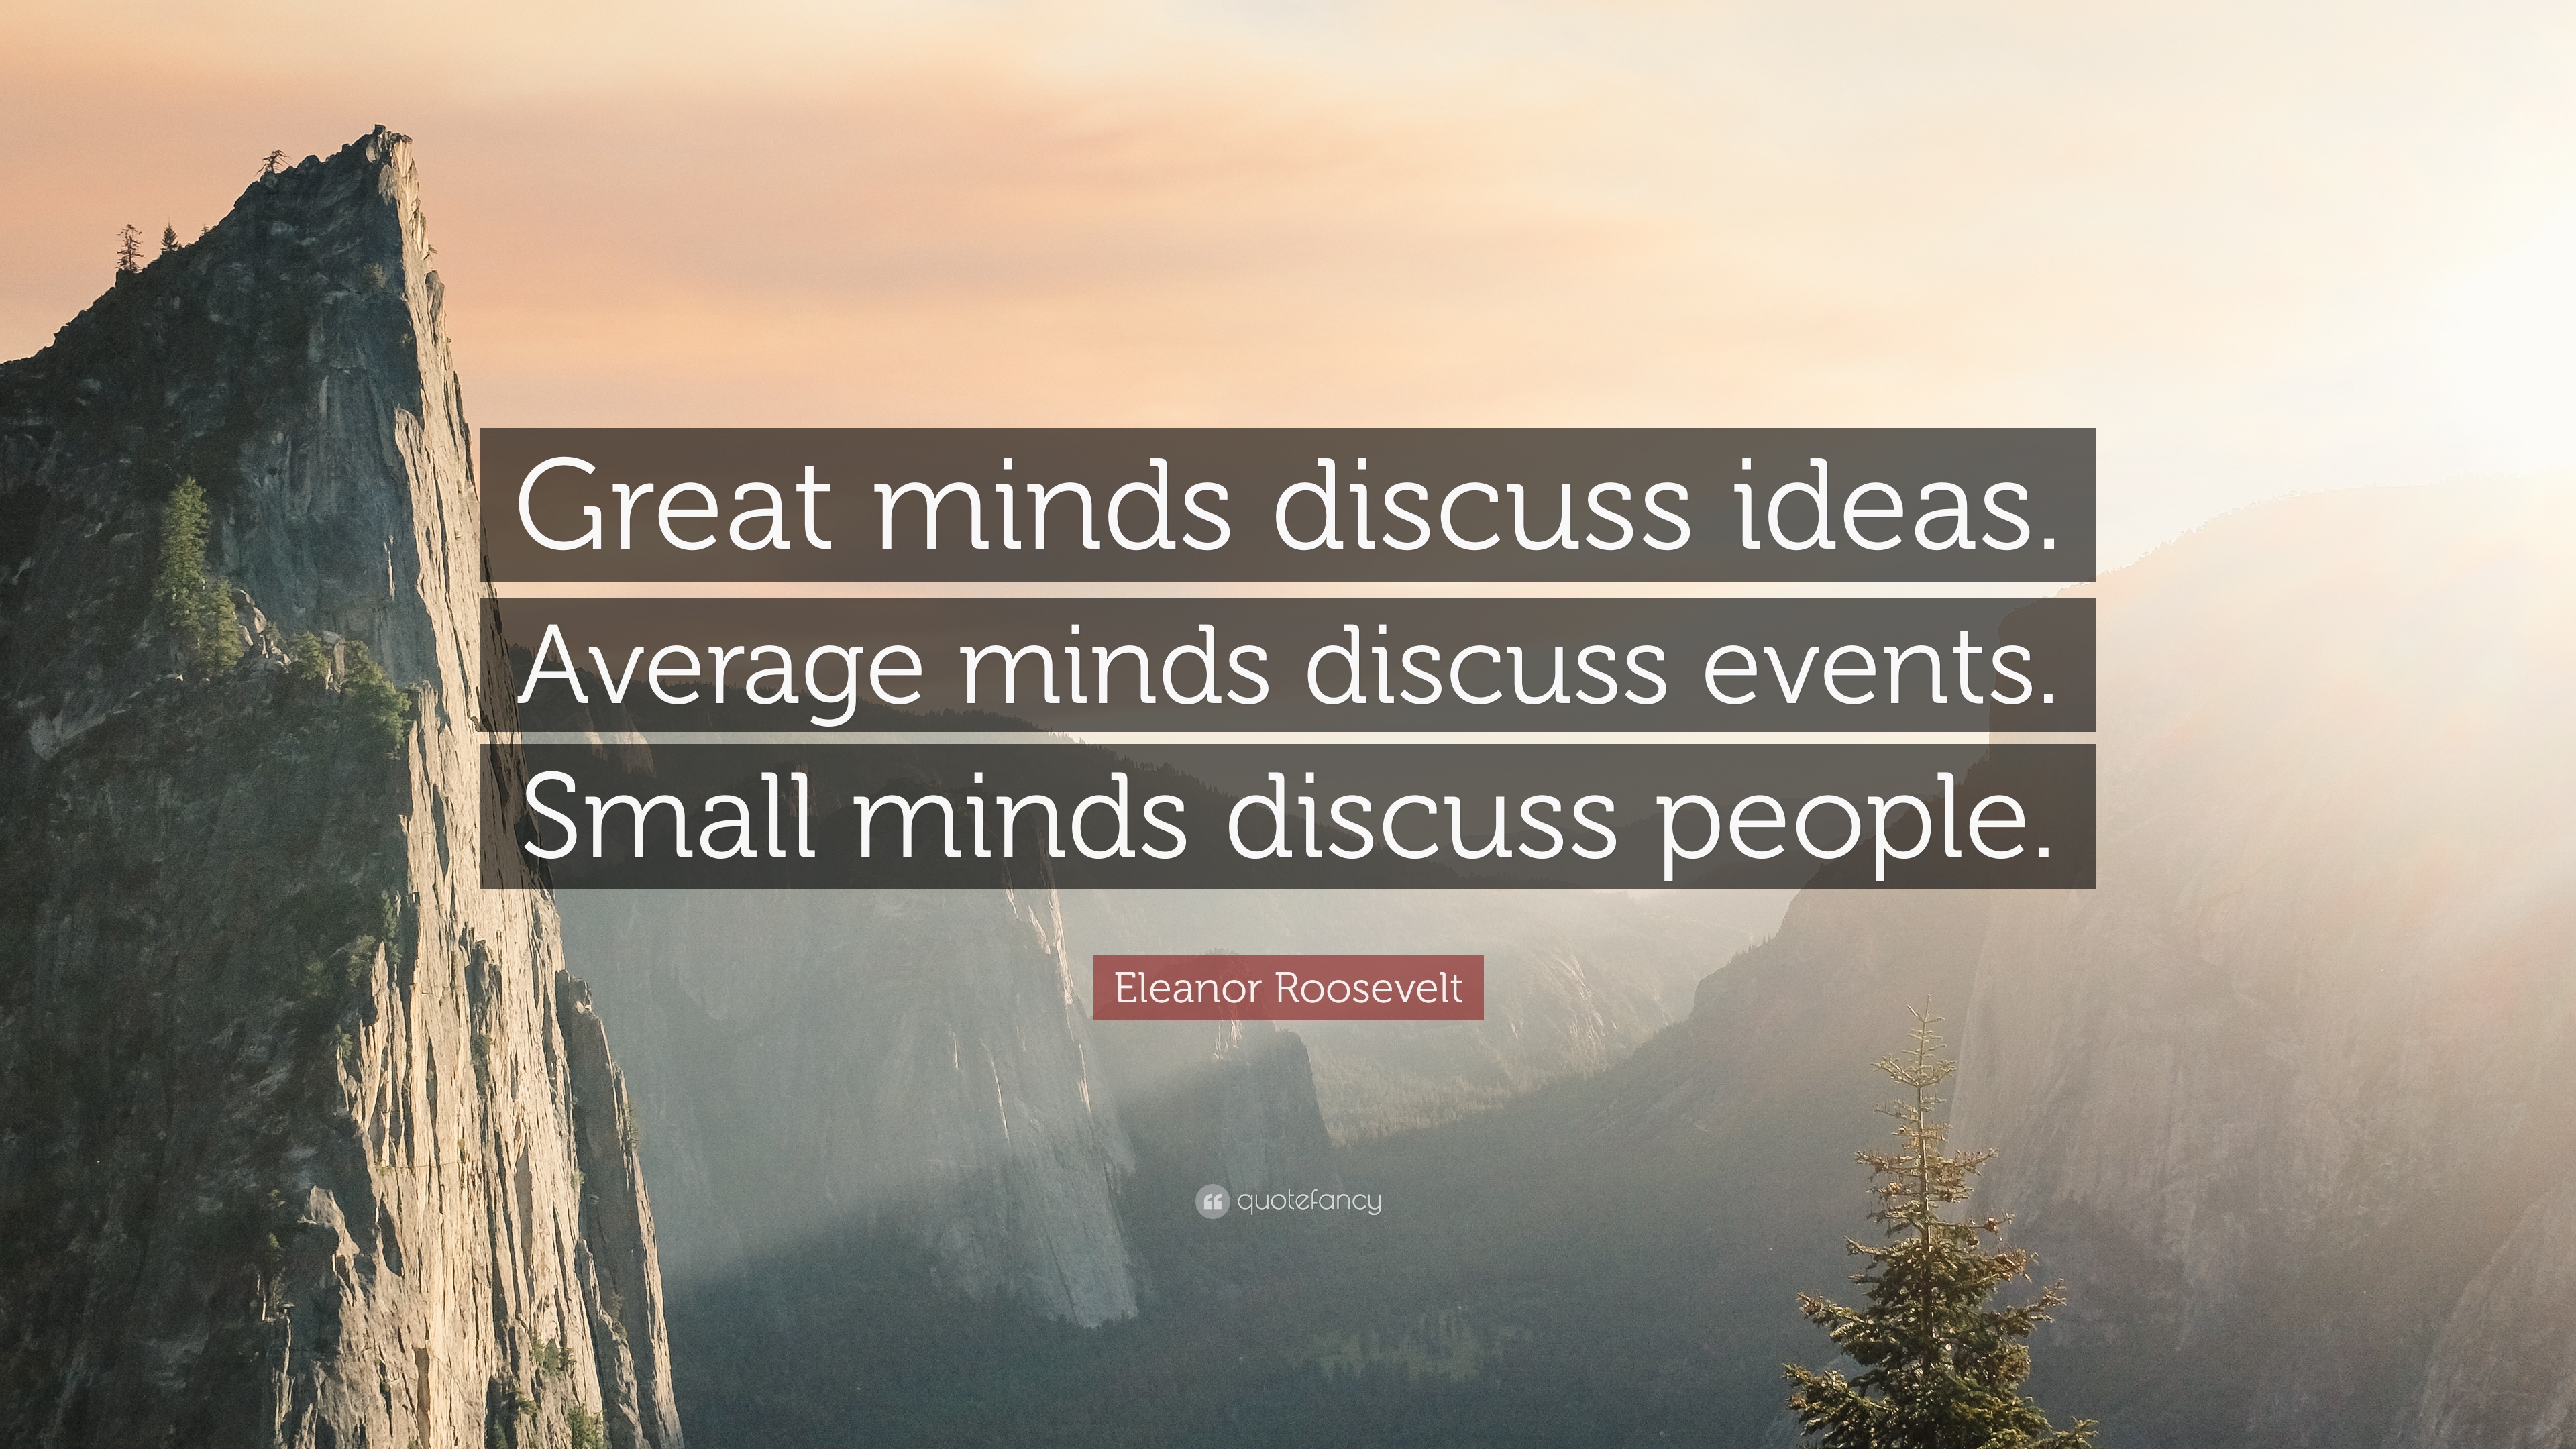 Great minds discuss ideas.
Average minds discuss events.
Small minds discuss people.
Eleanor Roosevelt
quotefancy